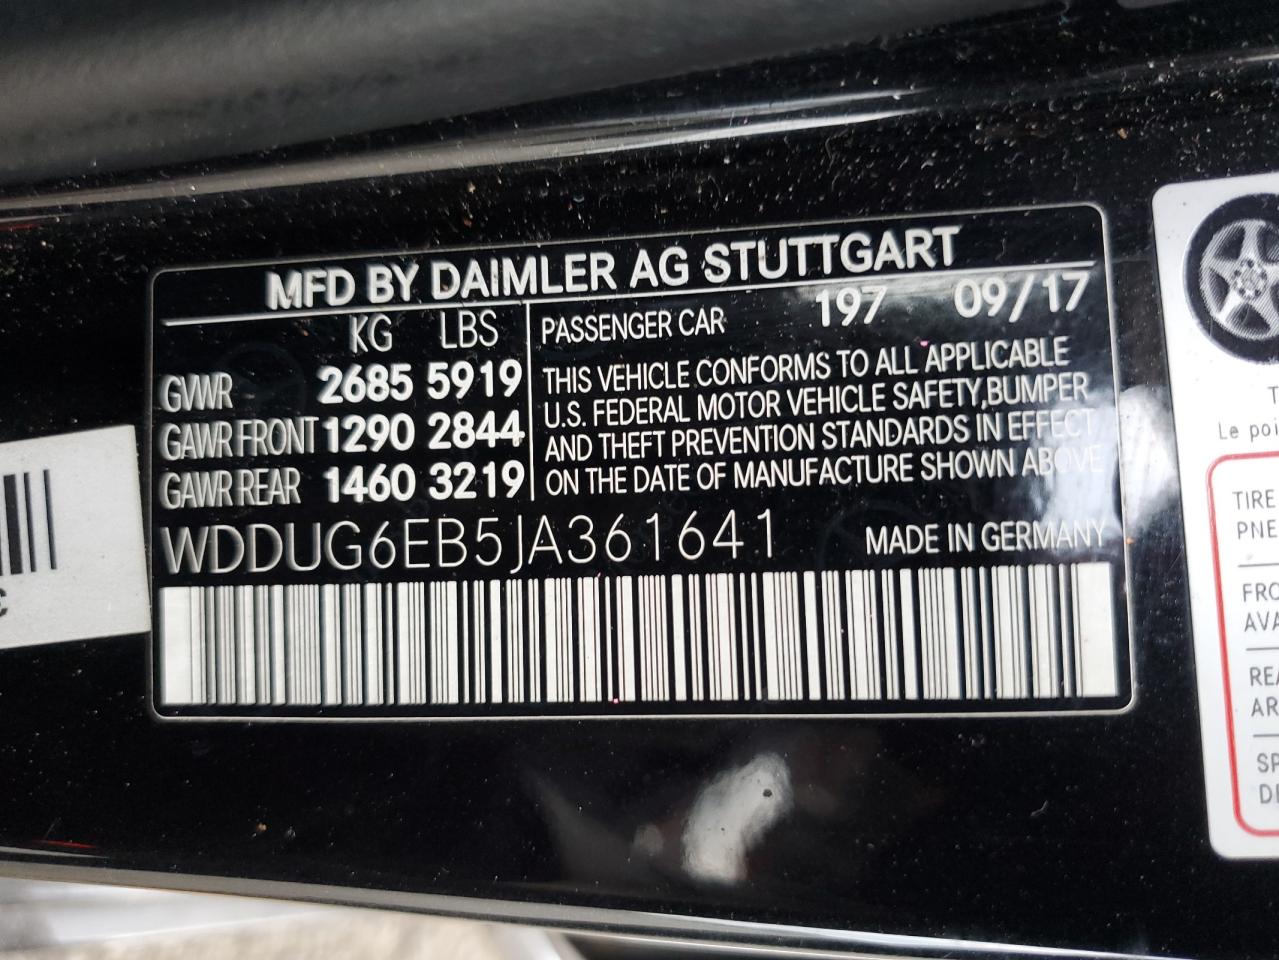 MFD BY DAIMLER AG STUTTGART
KG LBS
GWWR 2685 5919
GAWR FRONT 1290 2844
GAWR REAR 1460 3219
PASSENGER CAR 197 09/17
THIS VEHICLE CONFORMS TO ALL APPLICABLE
U.S. FEDERAL MOTOR VEHICLE SAFETY,BUMPER
AND THEFT PREVENTION STANDARDS IN EFFECT
ON THE DATE OF MANUFACTURE SHOWN ABOVE
WDDUG6EB5JA361641 MADE IN GERMANY
Le poi
TIRE
PNE
FRO
AVA
REA
AR
SP